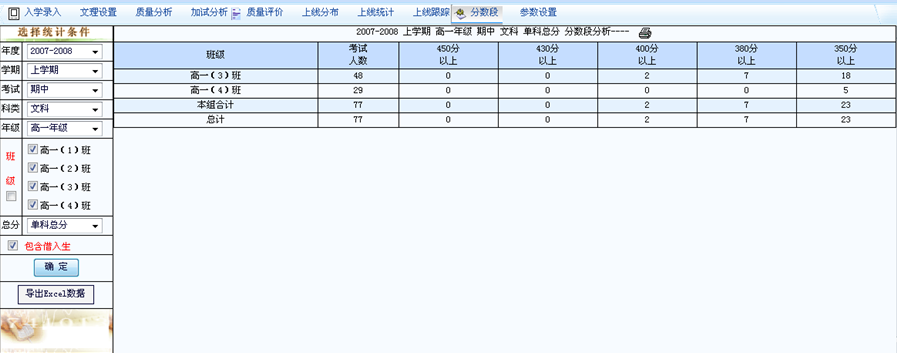 入学录入 文理设置 质量分析 加试分析 质量评价 上线分布 上线统计 上线跟踪 分数段 参数设置
选择统计条件
年度 2007-2008
学期 上学期
考试 期中
科类 文科
年级 高一年级
班级
高一(1)班
高一(2)班
高一(3)班
高一(4)班
总分 单科总分
包含借入生
确 定
导出Excel数据
2007-2008 上学期 高一年级 期中 文科 单科总分 分数段分析----
班级 考试人数 450分以上 430分以上 400分以上 380分以上 350分以上
高一(3)班 48 0 0 2 7 18
高一(4)班 29 0 0 0 0 5
本组合计 77 0 0 2 7 23
总计 77 0 0 2 7 23